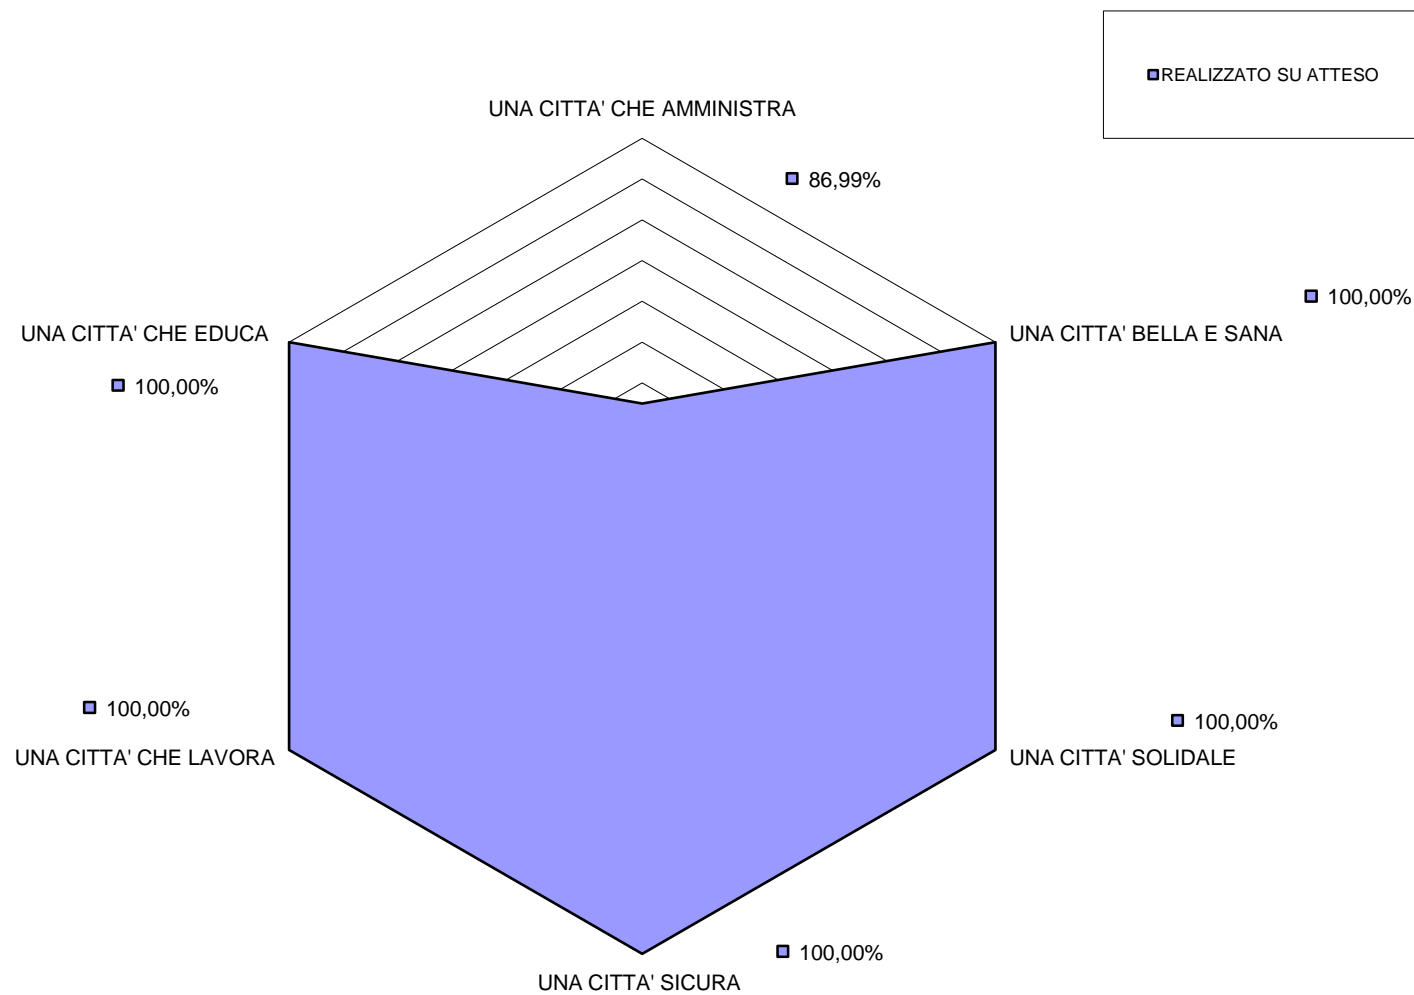 REALIZZATO SU ATTESO
UNA CITTA' CHE AMMINISTRA
86,99%
100,00%
UNA CITTA' CHE EDUCA
UNA CITTA' BELLA E SANA
100,00%
100,00%
100,00%
UNA CITTA' CHE LAVORA
UNA CITTA' SOLIDALE
100,00%
UNA CITTA' SICURA